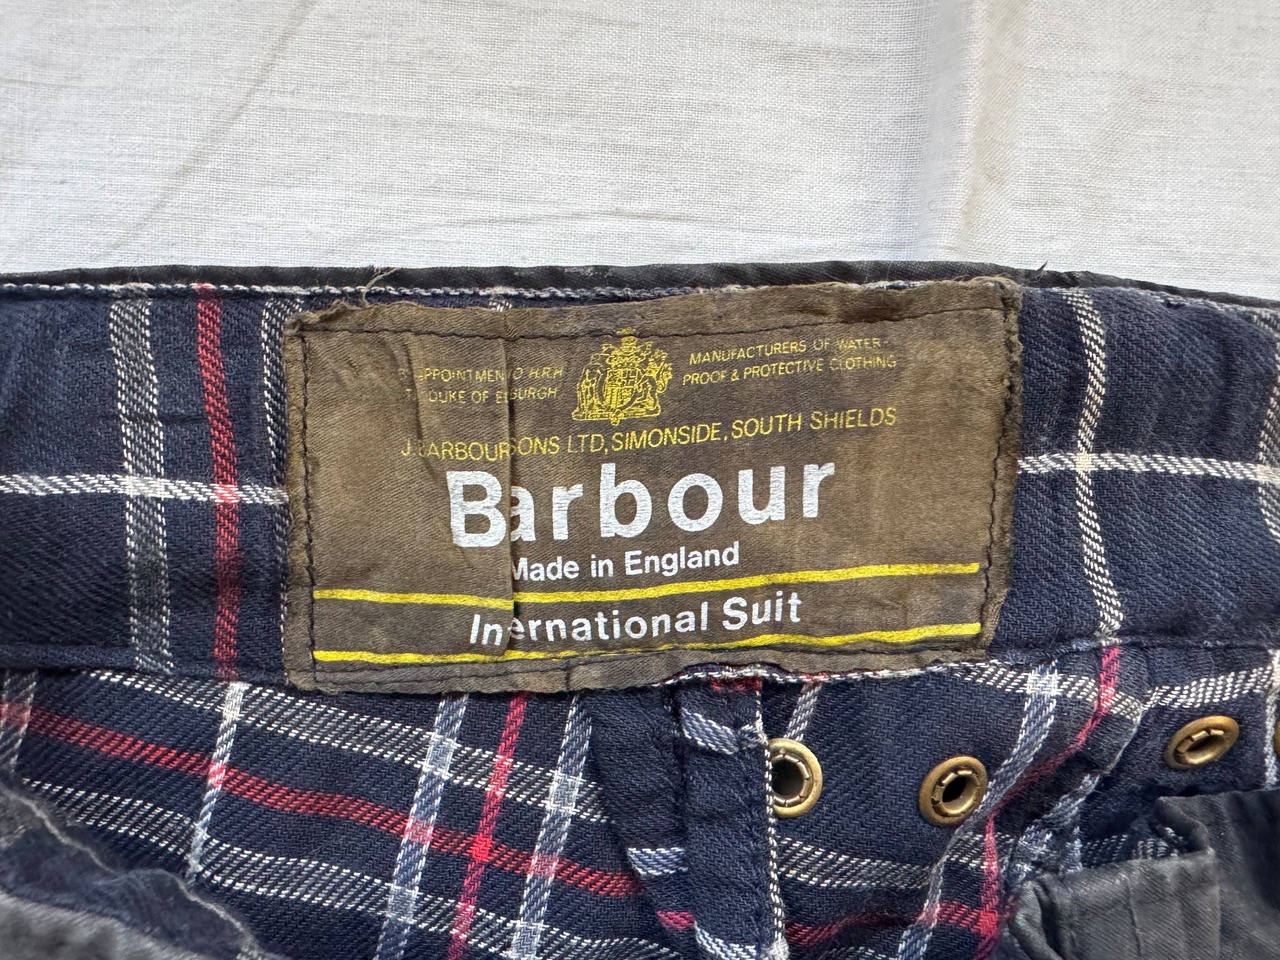 APPOINTMENT TO H.R.H
DUKE OF
MANUFACTURERS OF WATER-
PROOF & PROTECTIVE CLOTHING
LTD, SIMONSIDE, SOUTH SHIELDS
Barbour
Made in England
International Suit